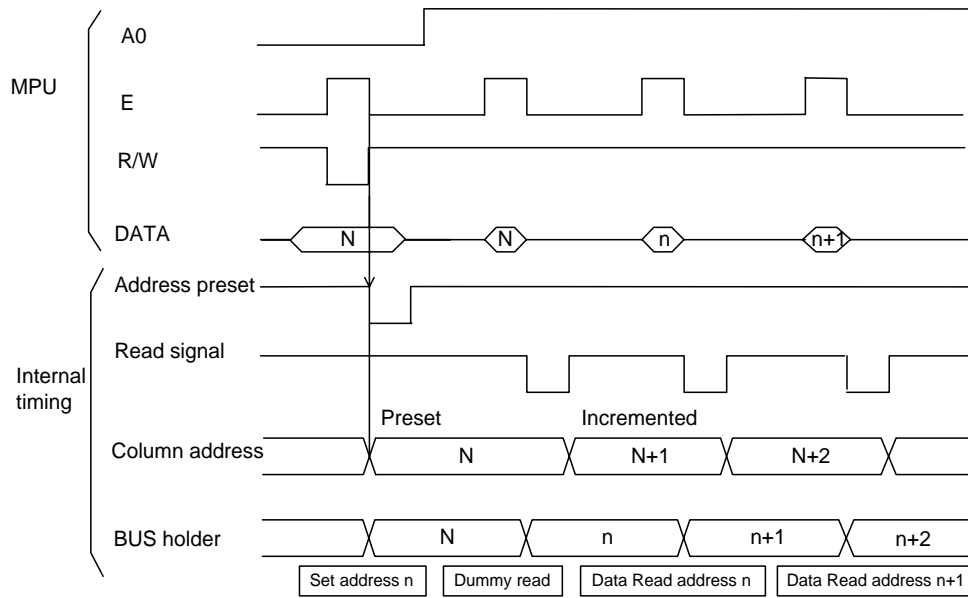 A0
MPU
E
R/W
DATA N N n n+1
Address preset
Read signal
Internal
timing
Preset Incremented
Column address N N+1 N+2
BUS holder N n n+1 n+2
Set address n Dummy read Data Read address n Data Read address n+1